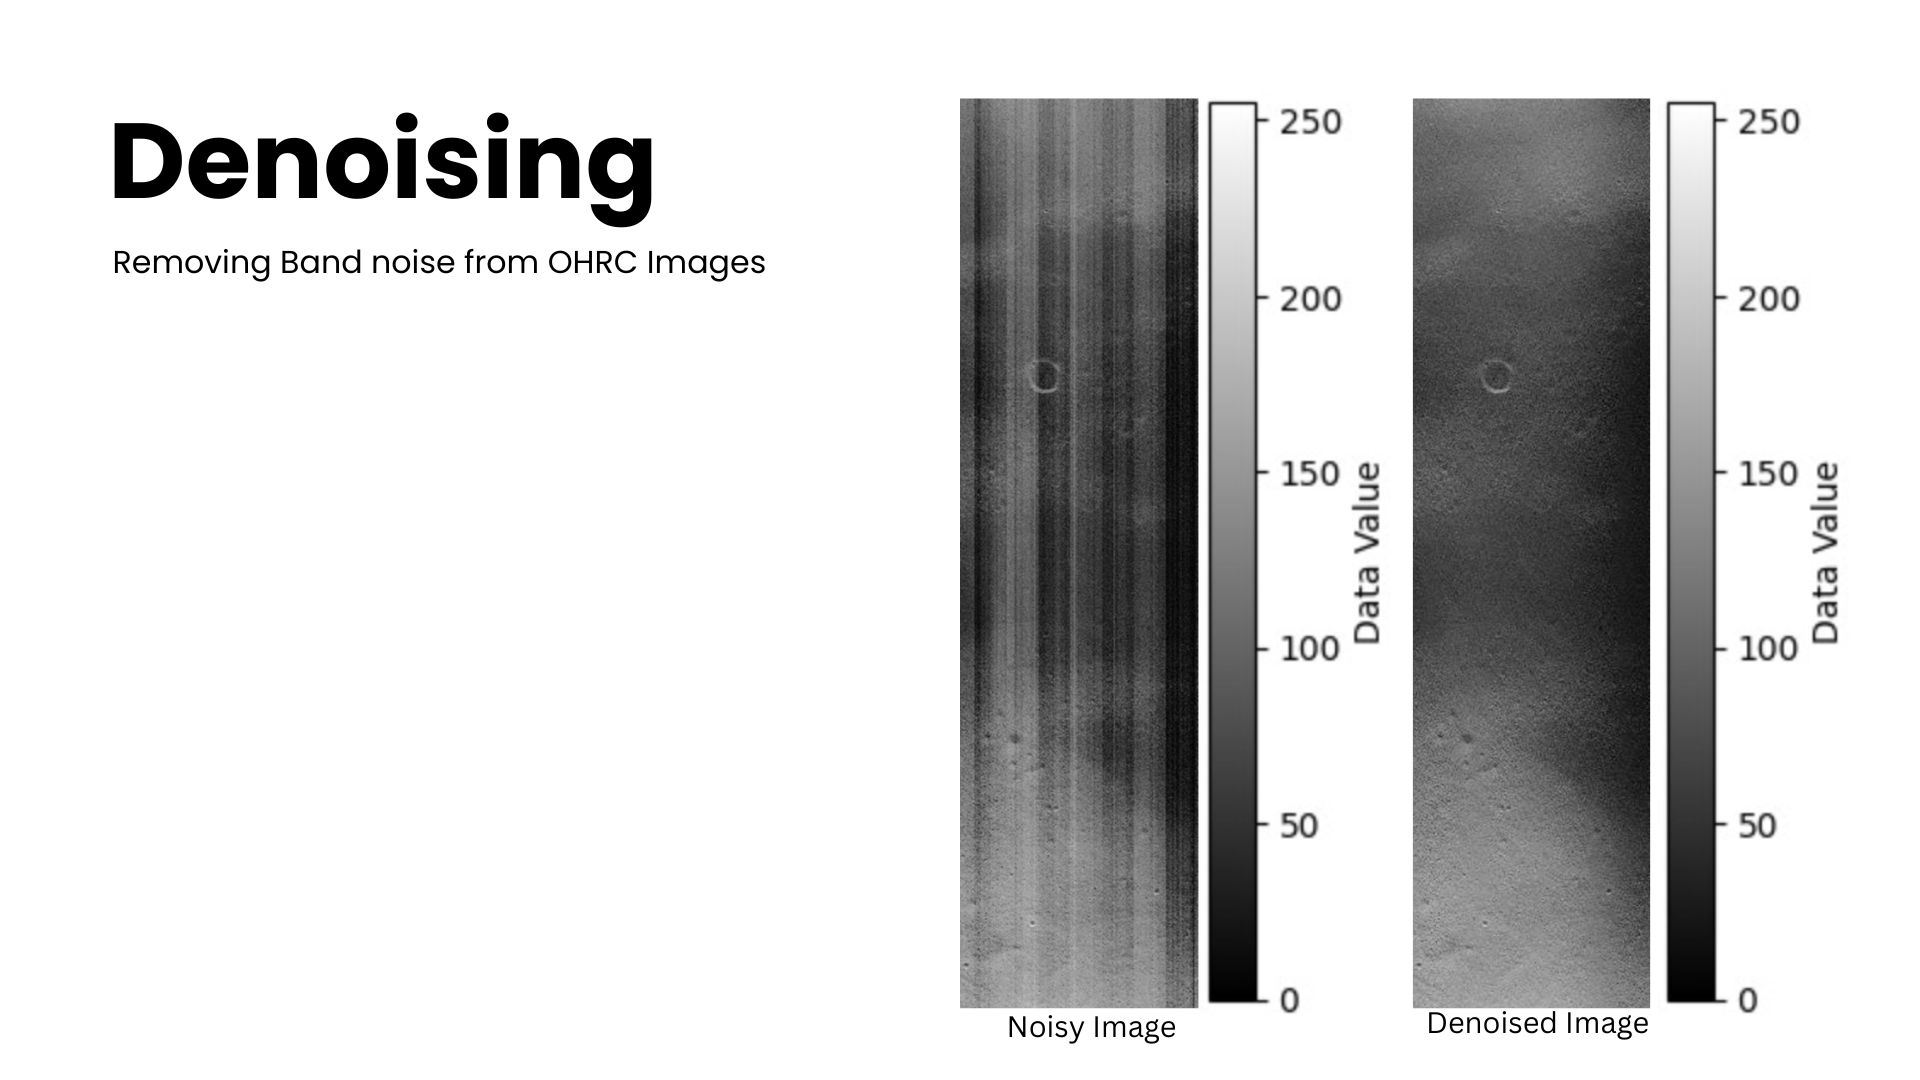 Denoising
Removing Band noise from OHRC Images
250
200
150
100
50
0
Data Value
Noisy Image
250
200
150
100
50
0
Data Value
Denoised Image